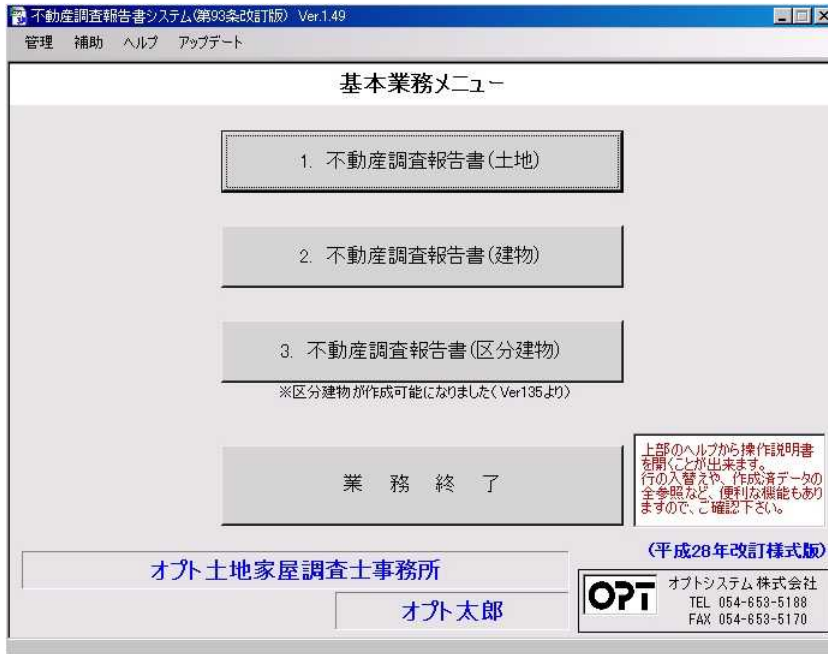 不動産調査報告書システム(第93条改訂版) Ver.1.49
管理 補助 ヘルプ アップデート
基本業務メニュー
1. 不動産調査報告書(土地)
2. 不動産調査報告書(建物)
3. 不動産調査報告書(区分建物)
※区分建物が作成可能になりました(Ver135より)
業 務 終 了
上部のヘルプから操作説明書
を開くことが出来ます。
行の入替えや、作成済データの
全参照など、便利な機能もあり
ますので、ご確認下さい。
(平成28年改訂様式版)
オプト土地家屋調査士事務所
オプト太郎
OPT
オプトシステム株式会社
TEL 054-653-5188
FAX 054-653-5170